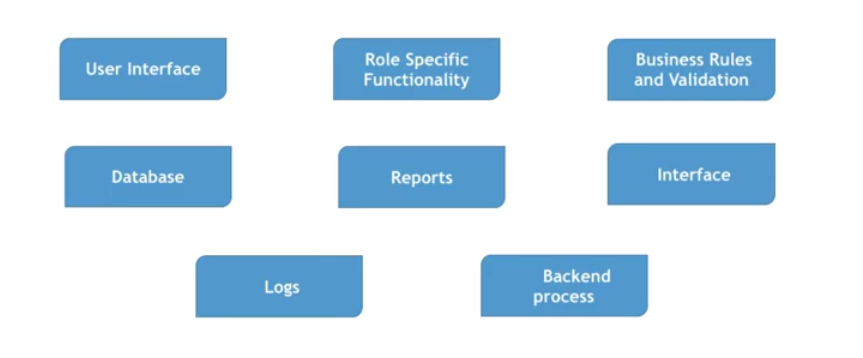 User Interface
Role Specific
Functionality
Business Rules
and Validation
Database
Reports
Interface
Logs
Backend
process